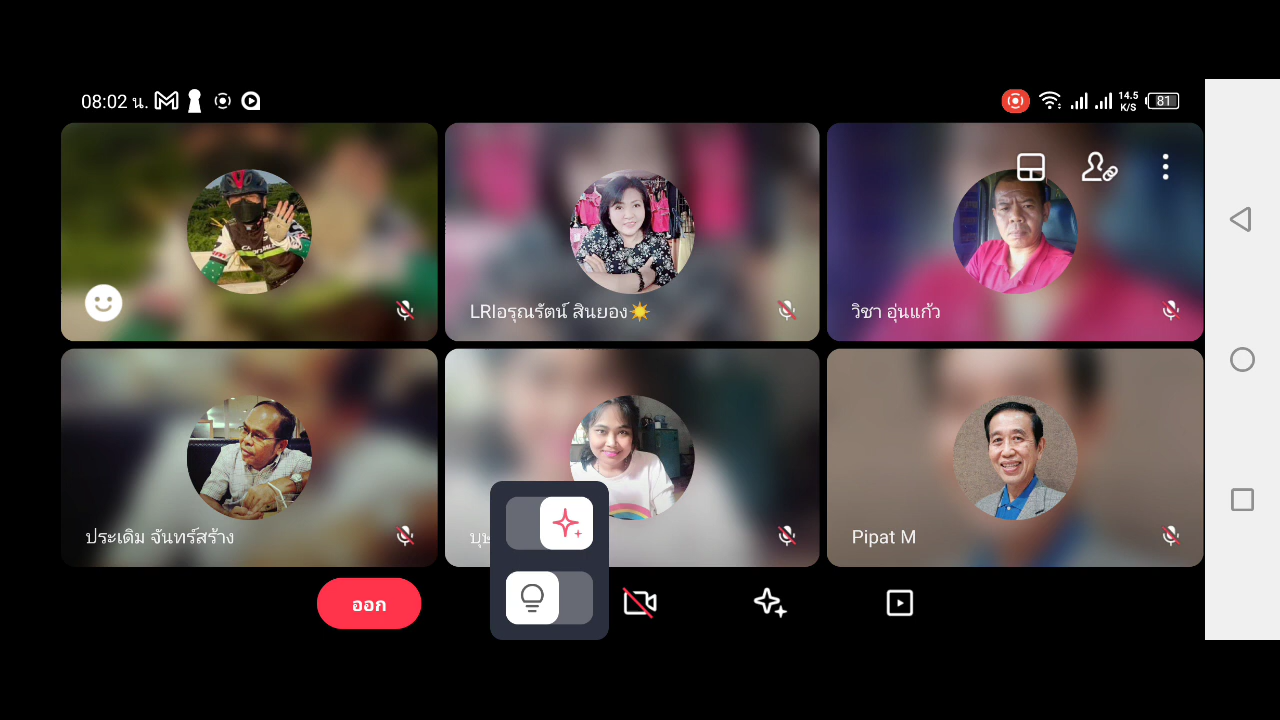 08:02 น.
14.5
K/S
81
LRIอรุณรัตน์ สินยอง☀️
วิชา อุ่นแก้ว
ประเดิม จันทร์สร้าง
Pipat M
ออก